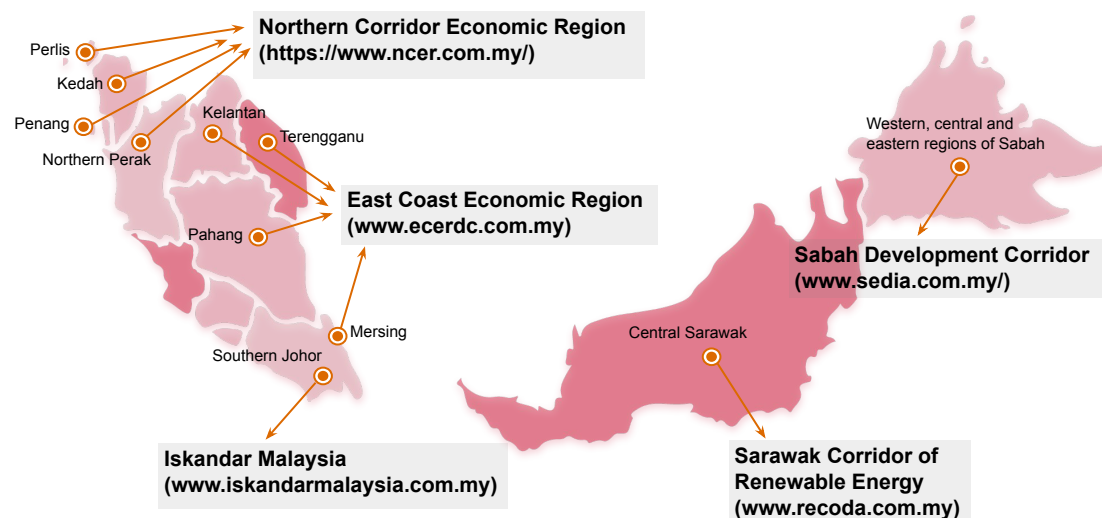 Northern Corridor Economic Region
(https://www.ncer.com.my/)
Perlis
Kedah
Penang
Northern Perak
Kelantan
Terengganu
East Coast Economic Region
(www.ecerdc.com.my)
Pahang
Mersing
Southern Johor
Iskandar Malaysia
(www.iskandarmalaysia.com.my)
Western, central and
eastern regions of Sabah
Sabah Development Corridor
(www.sedia.com.my/)
Central Sarawak
Sarawak Corridor of
Renewable Energy
(www.recoda.com.my)